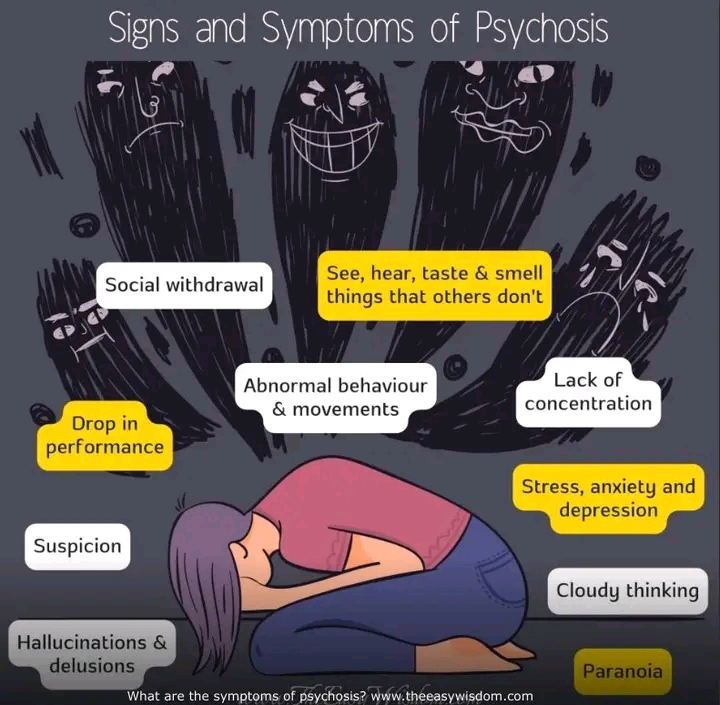 Signs and Symptoms of Psychosis
Social withdrawal
See, hear, taste & smell
things that others don't
Abnormal behaviour
& movements
Lack of
concentration
Drop in
performance
Stress, anxiety and
depression
Suspicion
Cloudy thinking
Hallucinations &
delusions
Paranoia
What are the symptoms of psychosis? www.theeasywisdom.com